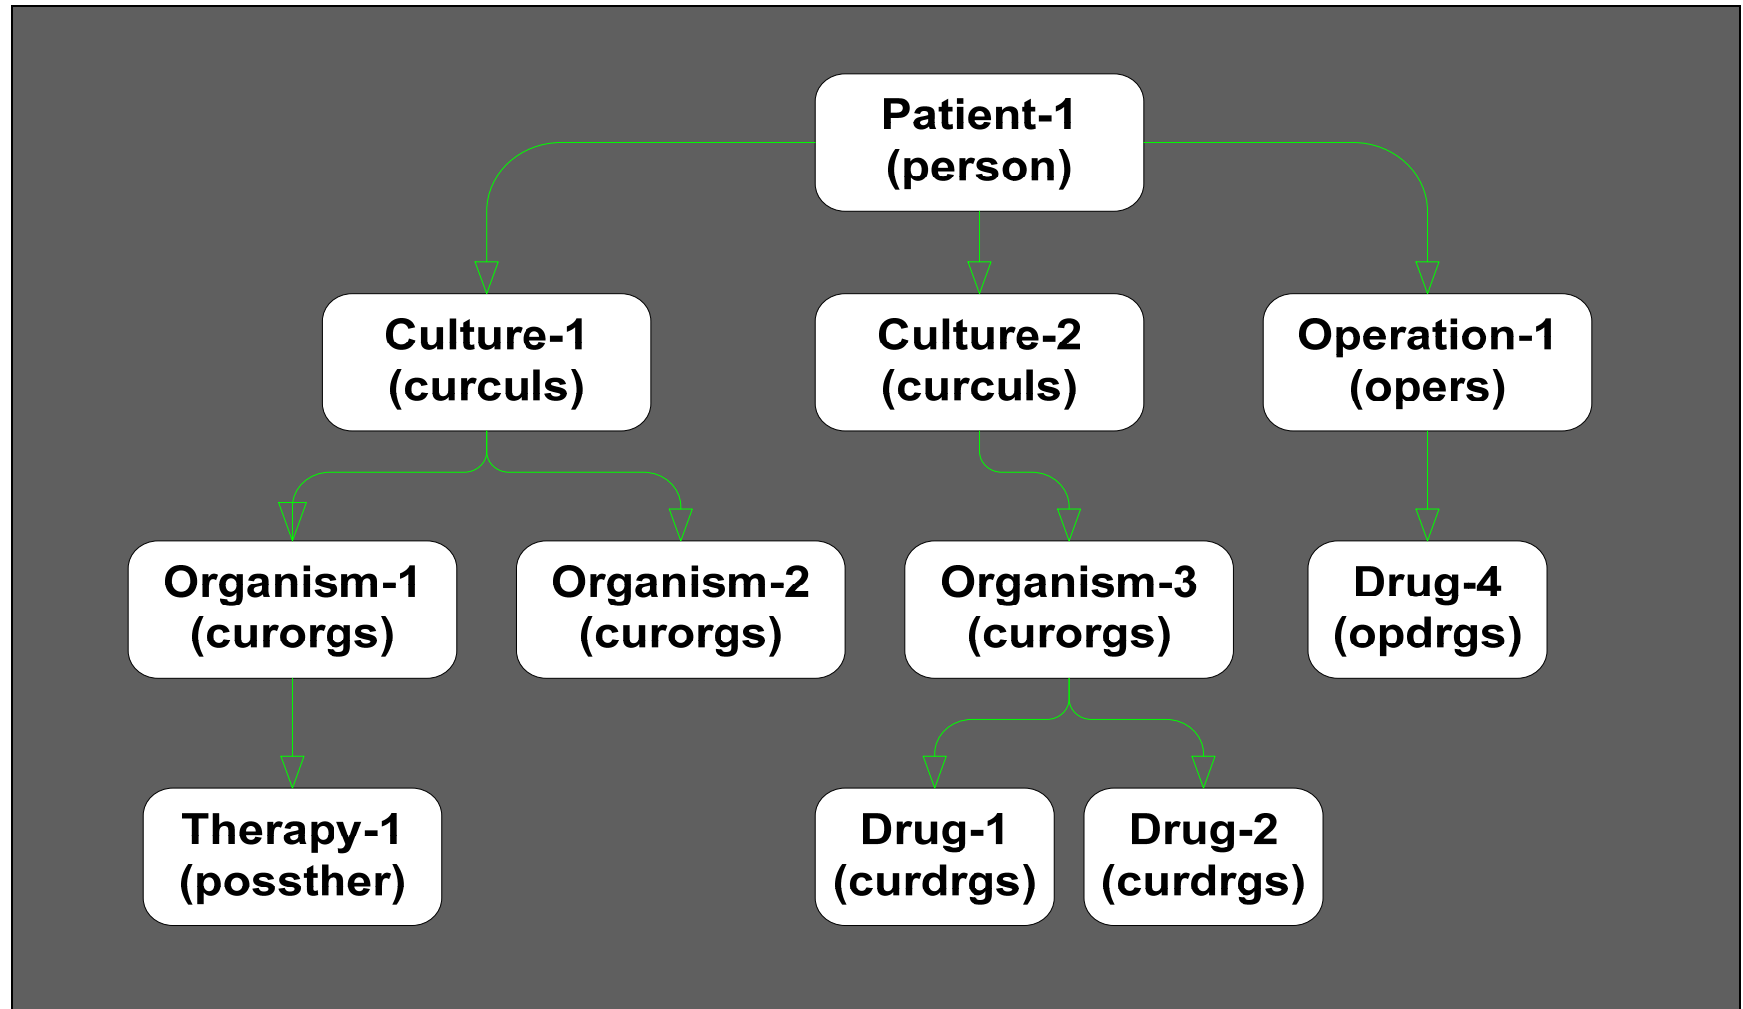 Patient-1
(person)
Culture-1
(curculs)
Culture-2
(curculs)
Operation-1
(opers)
Organism-1
(curorgs)
Organism-2
(curorgs)
Organism-3
(curorgs)
Drug-4
(opdrgs)
Therapy-1
(possther)
Drug-1
(curdrgs)
Drug-2
(curdrgs)